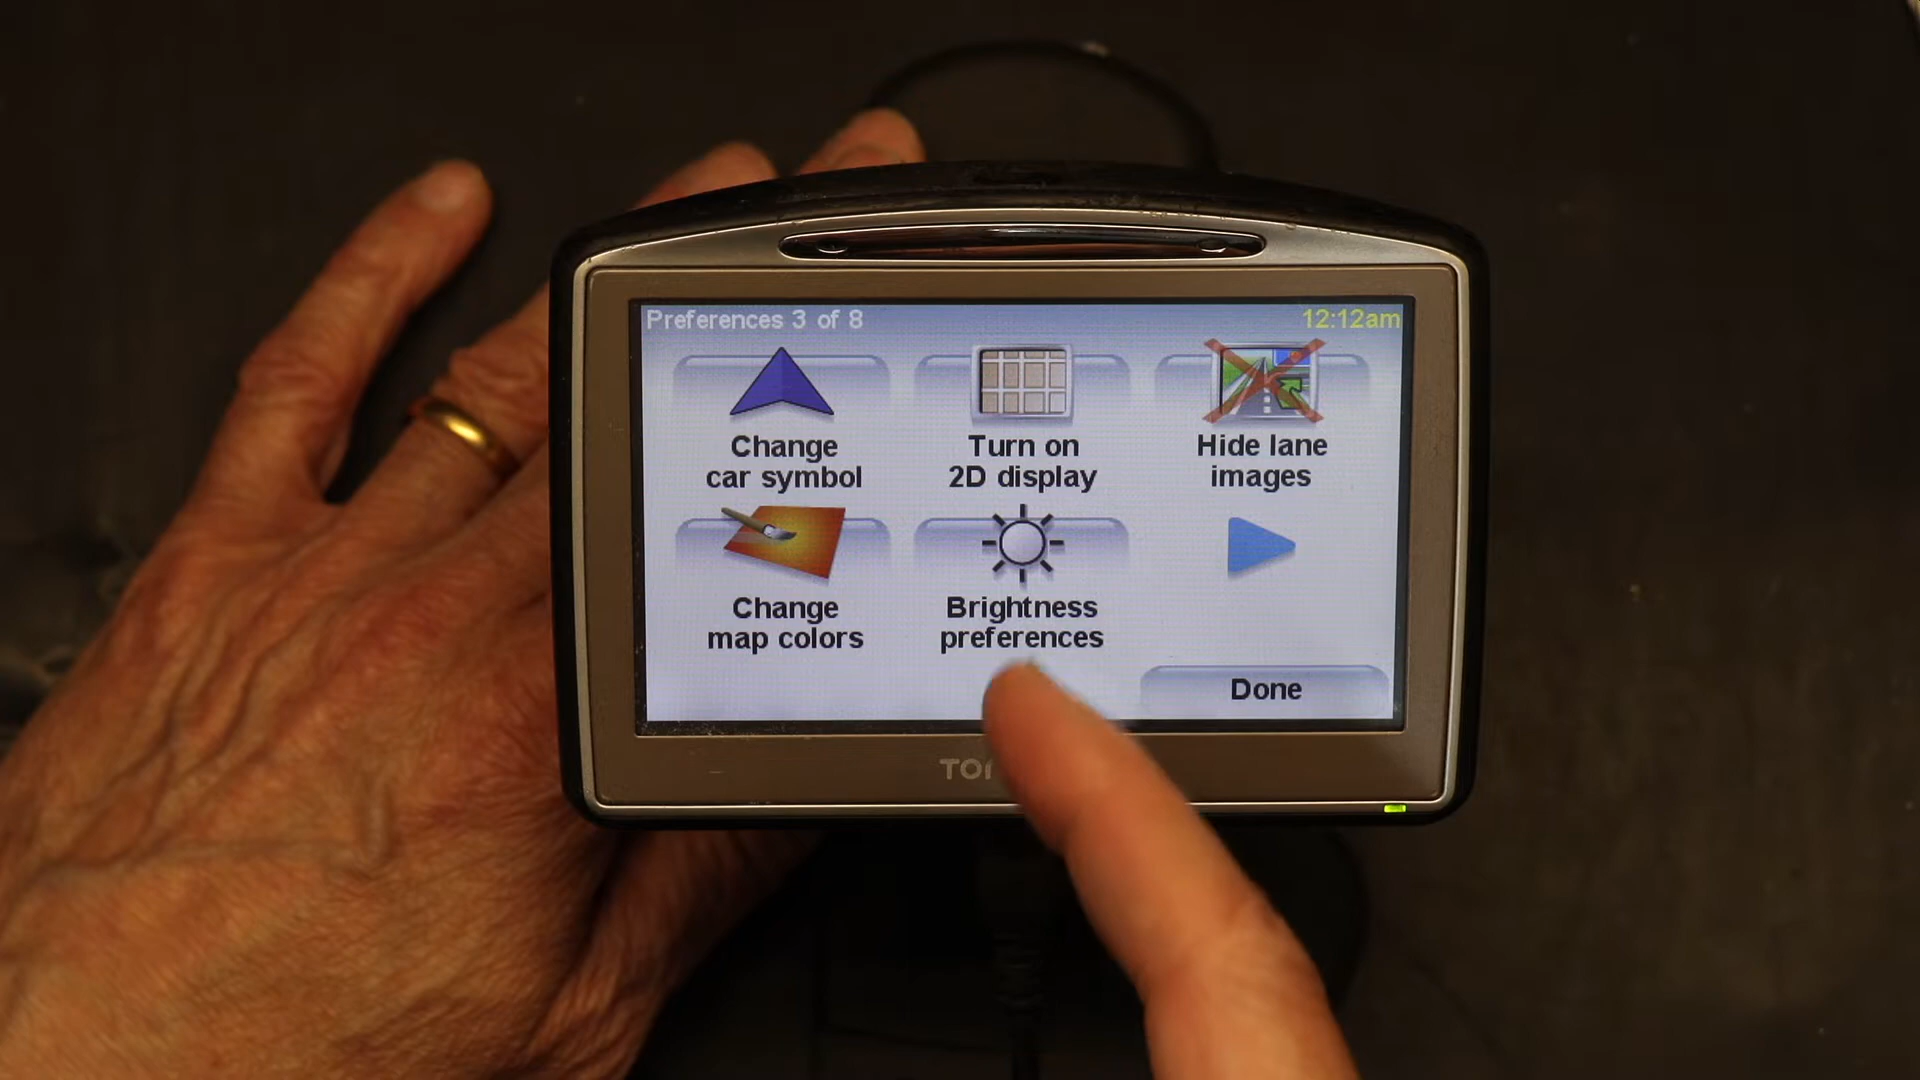 Preferences 3 of 8
12:12am
Change
car symbol
Turn on
2D display
Hide lane
images
Change
map colors
Brightness
preferences
Done